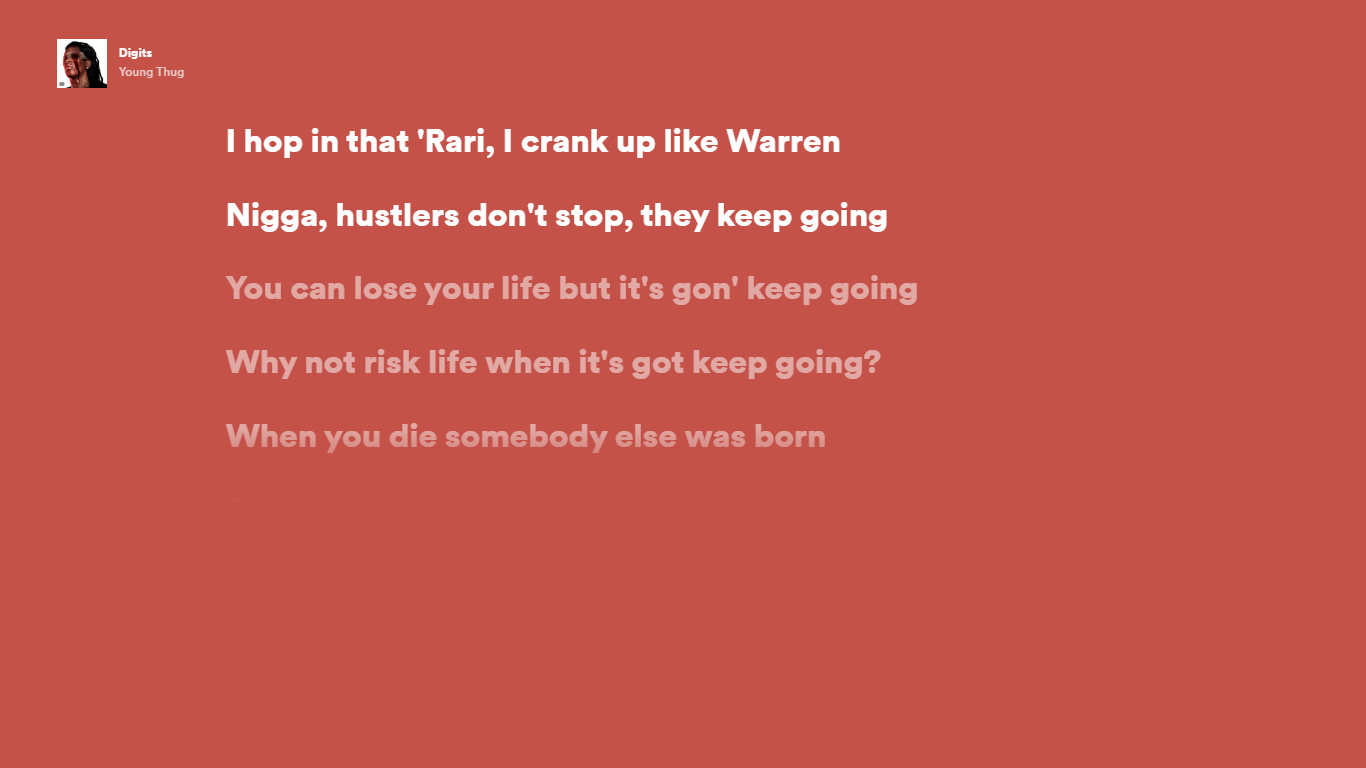 Digits
Young Thug
I hop in that 'Rari, I crank up like Warren
Nigga, hustlers don't stop, they keep going
You can lose your life but it's gon' keep going
Why not risk life when it's got keep going?
When you die somebody else was born